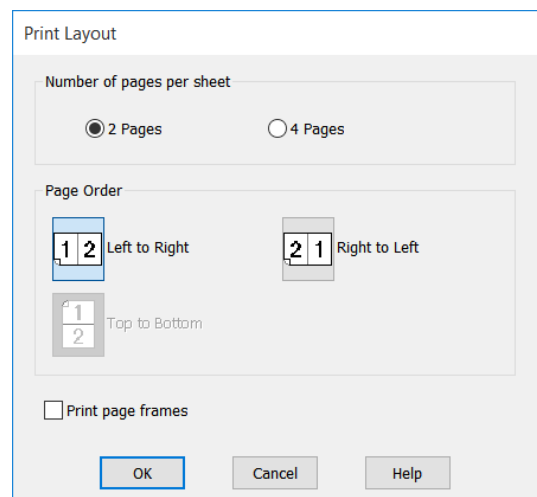 Print Layout
Number of pages per sheet
2 Pages 4 Pages
Page Order
1 2 Left to Right 2 1 Right to Left
1
2 Top to Bottom
Print page frames
OK Cancel Help